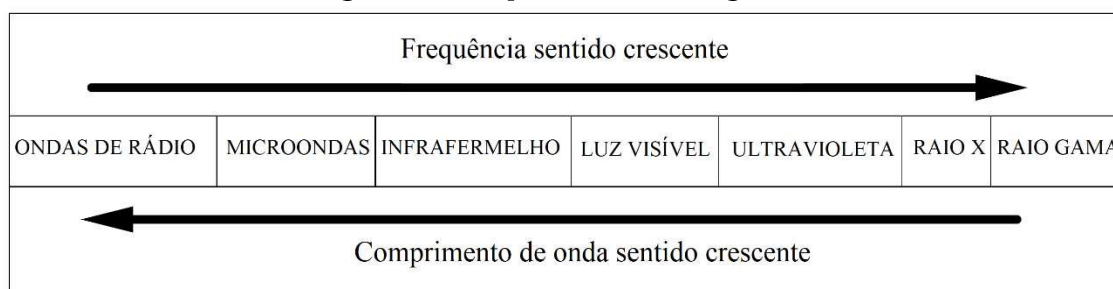 Frequência sentido crescente
ONDAS DE RÁDIO MICROONDAS INFRAFERMELHO LUZ VISÍVEL ULTRAVIOLETA RAIO X RAIO GAMA
Comprimento de onda sentido crescente